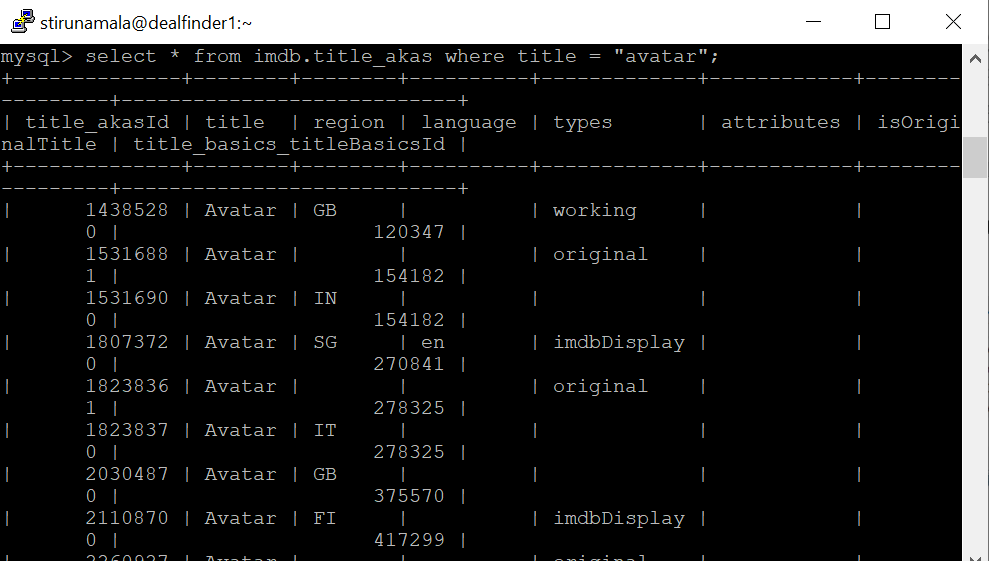 stirunamala@dealfinder1:~
mysql> select * from imdb.title_akas where title = "avatar";
+--------------+--------+--------+----------+--------------+------------+--------
---------+----------------------------+
| title_akasId | title  | region | language | types        | attributes | isOrigi
nalTitle | title_basics_titleBasicsId |
+--------------+--------+--------+----------+--------------+------------+--------
---------+----------------------------+
|      1438528 | Avatar | GB     |          | working      |            |
       0 |                     120347 |
|      1531688 | Avatar |        |          | original     |            |
       1 |                     154182 |
|      1531690 | Avatar | IN     |          |              |            |
       0 |                     154182 |
|      1807372 | Avatar | SG     | en       | imdbDisplay |            |
       0 |                     270841 |
|      1823836 | Avatar |        |          | original     |            |
       1 |                     278325 |
|      1823837 | Avatar | IT     |          |              |            |
       0 |                     278325 |
|      2030487 | Avatar | GB     |          |              |            |
       0 |                     375570 |
|      2110870 | Avatar | FI     |          | imdbDisplay |            |
       0 |                     417299 |
| Avatar | | | original | |